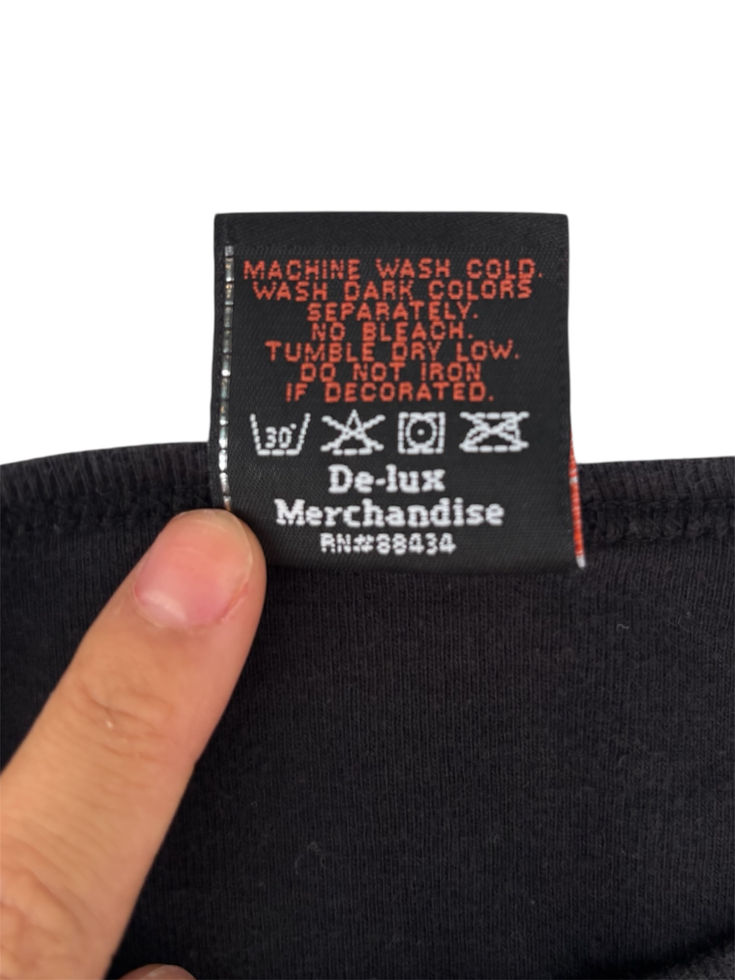 MACHINE WASH COLD.
WASH DARK COLORS
SEPARATELY.
NO BLEACH.
TUMBLE DRY LOW.
DO NOT IRON
IF DECORATED.
30°
De-lux
Merchandise
RN#88434